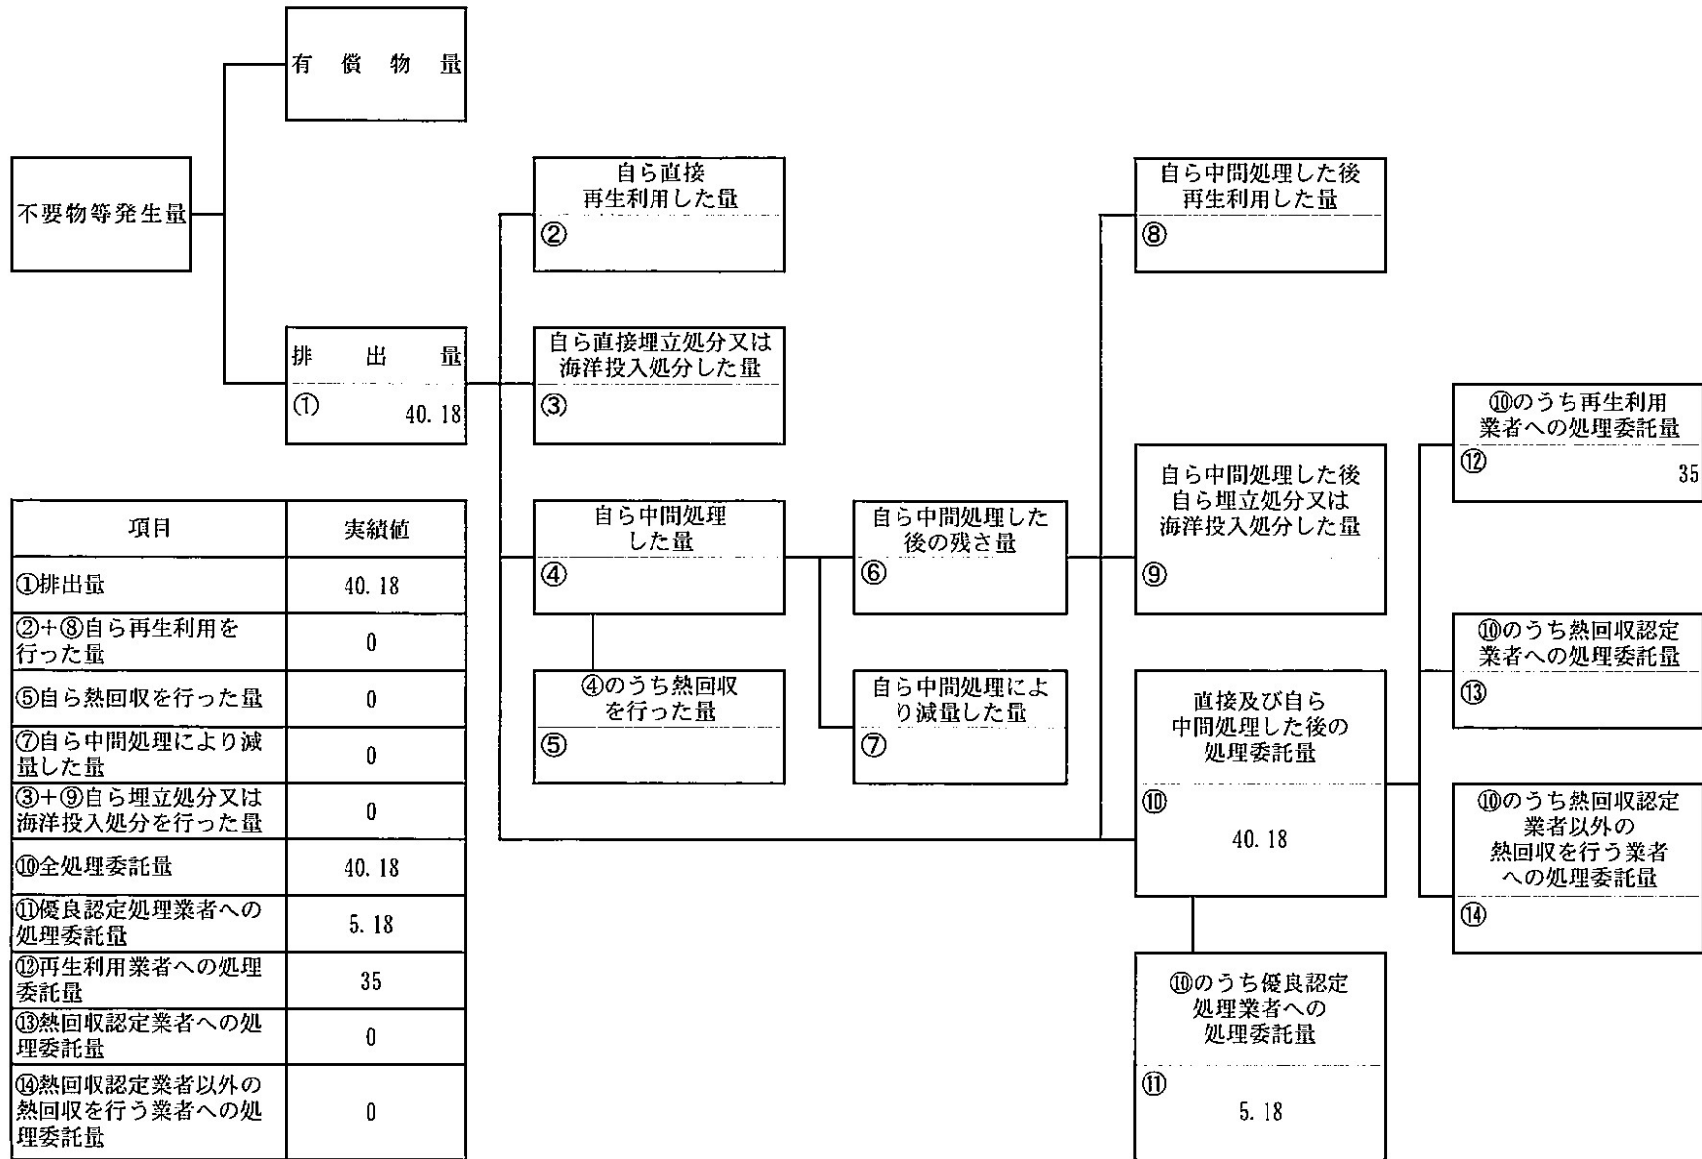 有償物量
不要物等発生量
排出量
① 40.18
自ら直接
再生利用した量
②
自ら直接埋立処分又は
海洋投入処分した量
③
自ら中間処理
した量
④
④のうち熱回収
を行った量
⑤
自ら中間処理した
後の残さ量
⑥
自ら中間処理によ
り減量した量
⑦
自ら中間処理した後
再生利用した量
⑧
自ら中間処理した後
自ら埋立処分又は
海洋投入処分した量
⑨
直接及び自ら
中間処理した後の
処理委託量
⑩
40.18
⑩のうち優良認定
処理業者への
処理委託量
⑪
5.18
⑩のうち再生利用
業者への処理委託量
⑫ 35
⑩のうち熱回収認定
業者への処理委託量
⑬
⑩のうち熱回収認定
業者以外の
熱回収を行う業者
への処理委託量
⑭
項目 実績値
①排出量 40.18
②+⑧自ら再生利用を
行った量 0
⑤自ら熱回収を行った量 0
⑦自ら中間処理により減
量した量 0
③+⑨自ら埋立処分又は
海洋投入処分を行った量 0
⑩全処理委託量 40.18
⑪優良認定処理業者への
処理委託量 5.18
⑫再生利用業者への処理
委託量 35
⑬熱回収認定業者への処
理委託量 0
⑭熱回収認定業者以外の
熱回収を行う業者への処
理委託量 0